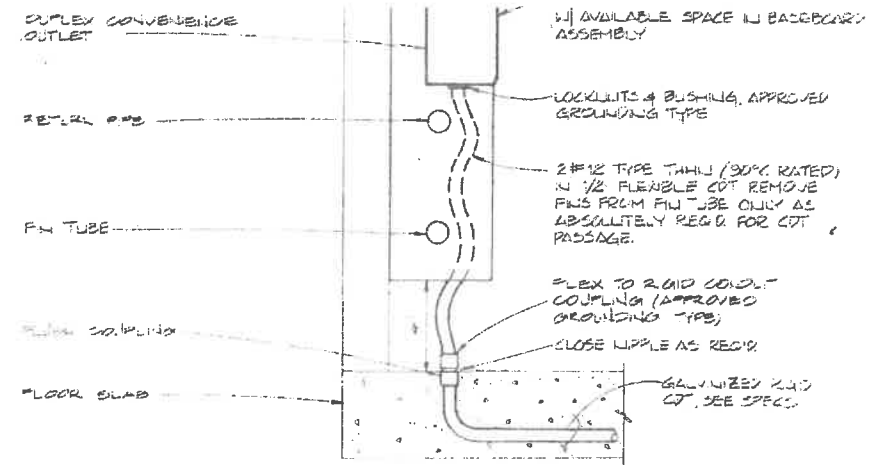 DUPLEX CONVENIENCE
OUTLET
RETURN PIPE
FIN TUBE
COUPLING
FLOOR SLAB
W/ AVAILABLE SPACE IN BASEBOARD
ASSEMBLY
LOCKNUTS & BUSHING, APPROVED
GROUNDING TYPE
2#12 TYPE THHN (90°C RATED)
IN 1/2 FLEXIBLE CDT REMOVE
FINS FROM FIN TUBE ONLY AS
ABSOLUTELY REQ'D. FOR CDT
PASSAGE.
FLEX TO RIGID CONDUIT
COUPLING (APPROVED
GROUNDING TYPE)
CLOSE NIPPLE AS REQ'D.
GALVANIZED RIGID
CDT, SEE SPECS